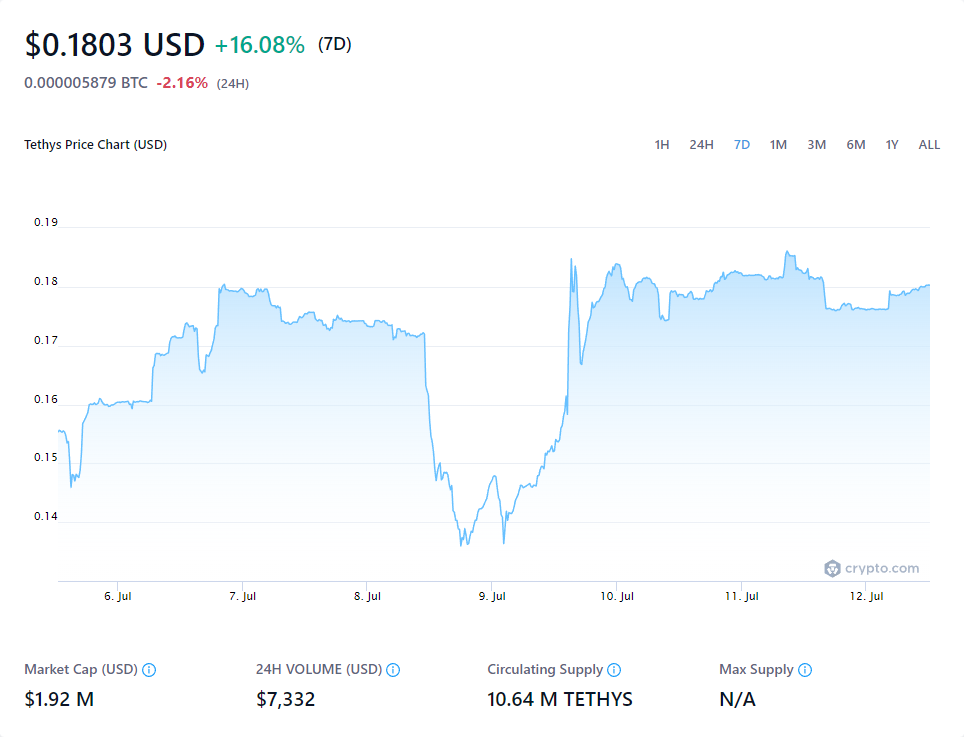 $0.1803 USD +16.08% (7D)
0.000005879 BTC -2.16% (24H)
Tethys Price Chart (USD) 1H 24H 7D 1M 3M 6M 1Y ALL
0.19
0.18
0.17
0.16
0.15
0.14
crypto.com
6. Jul 7. Jul 8. Jul 9. Jul 10. Jul 11. Jul 12. Jul
Market Cap (USD) 24H VOLUME (USD) Circulating Supply Max Supply
$1.92 M $7,332 10.64 M TETHYS N/A